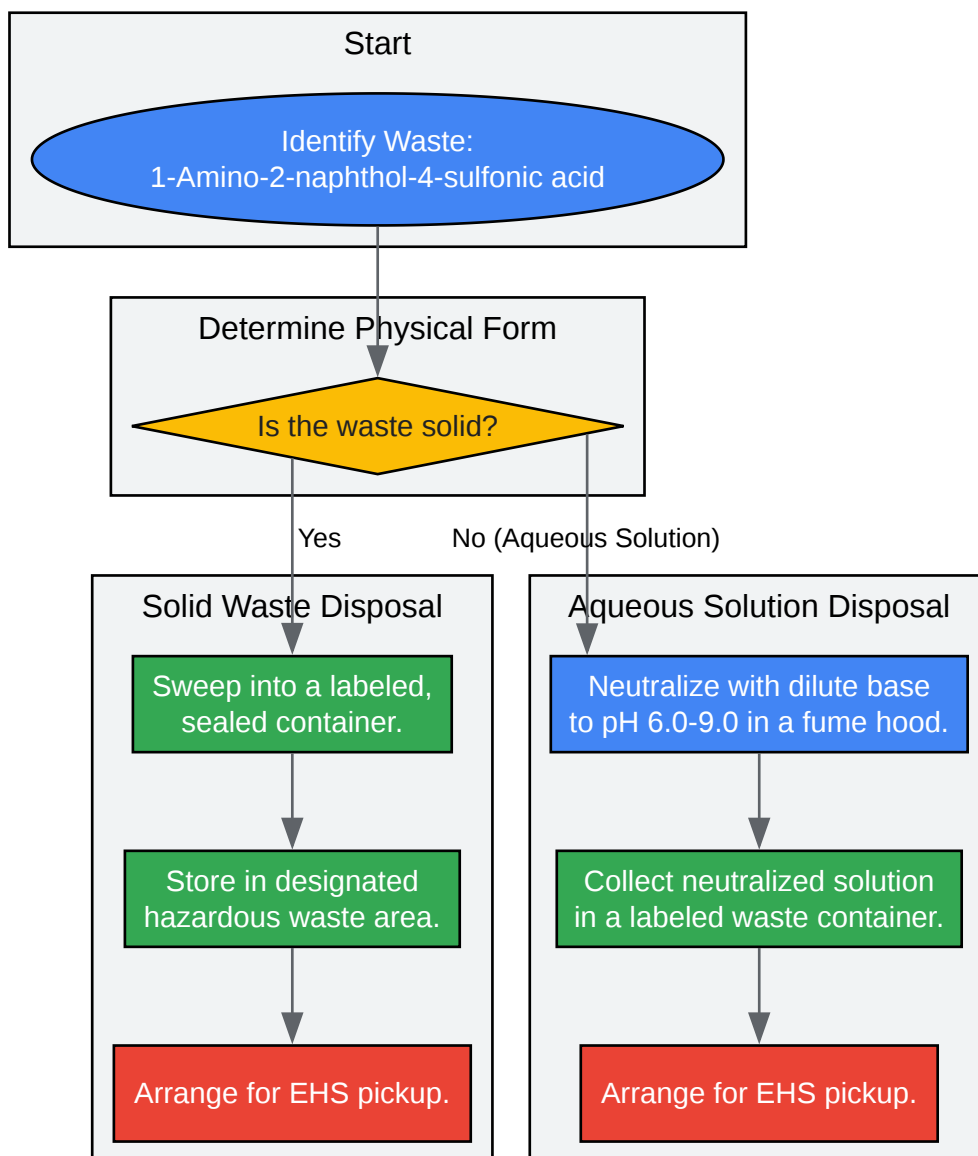 Start
Identify Waste:
1-Amino-2-naphthol-4-sulfonic acid
Determine Physical Form
Is the waste solid?
Yes
No (Aqueous Solution)
Solid Waste Disposal
Sweep into a labeled,
sealed container.
Store in designated
hazardous waste area.
Arrange for EHS pickup.
Aqueous Solution Disposal
Neutralize with dilute base
to pH 6.0-9.0 in a fume hood.
Collect neutralized solution
in a labeled waste container.
Arrange for EHS pickup.